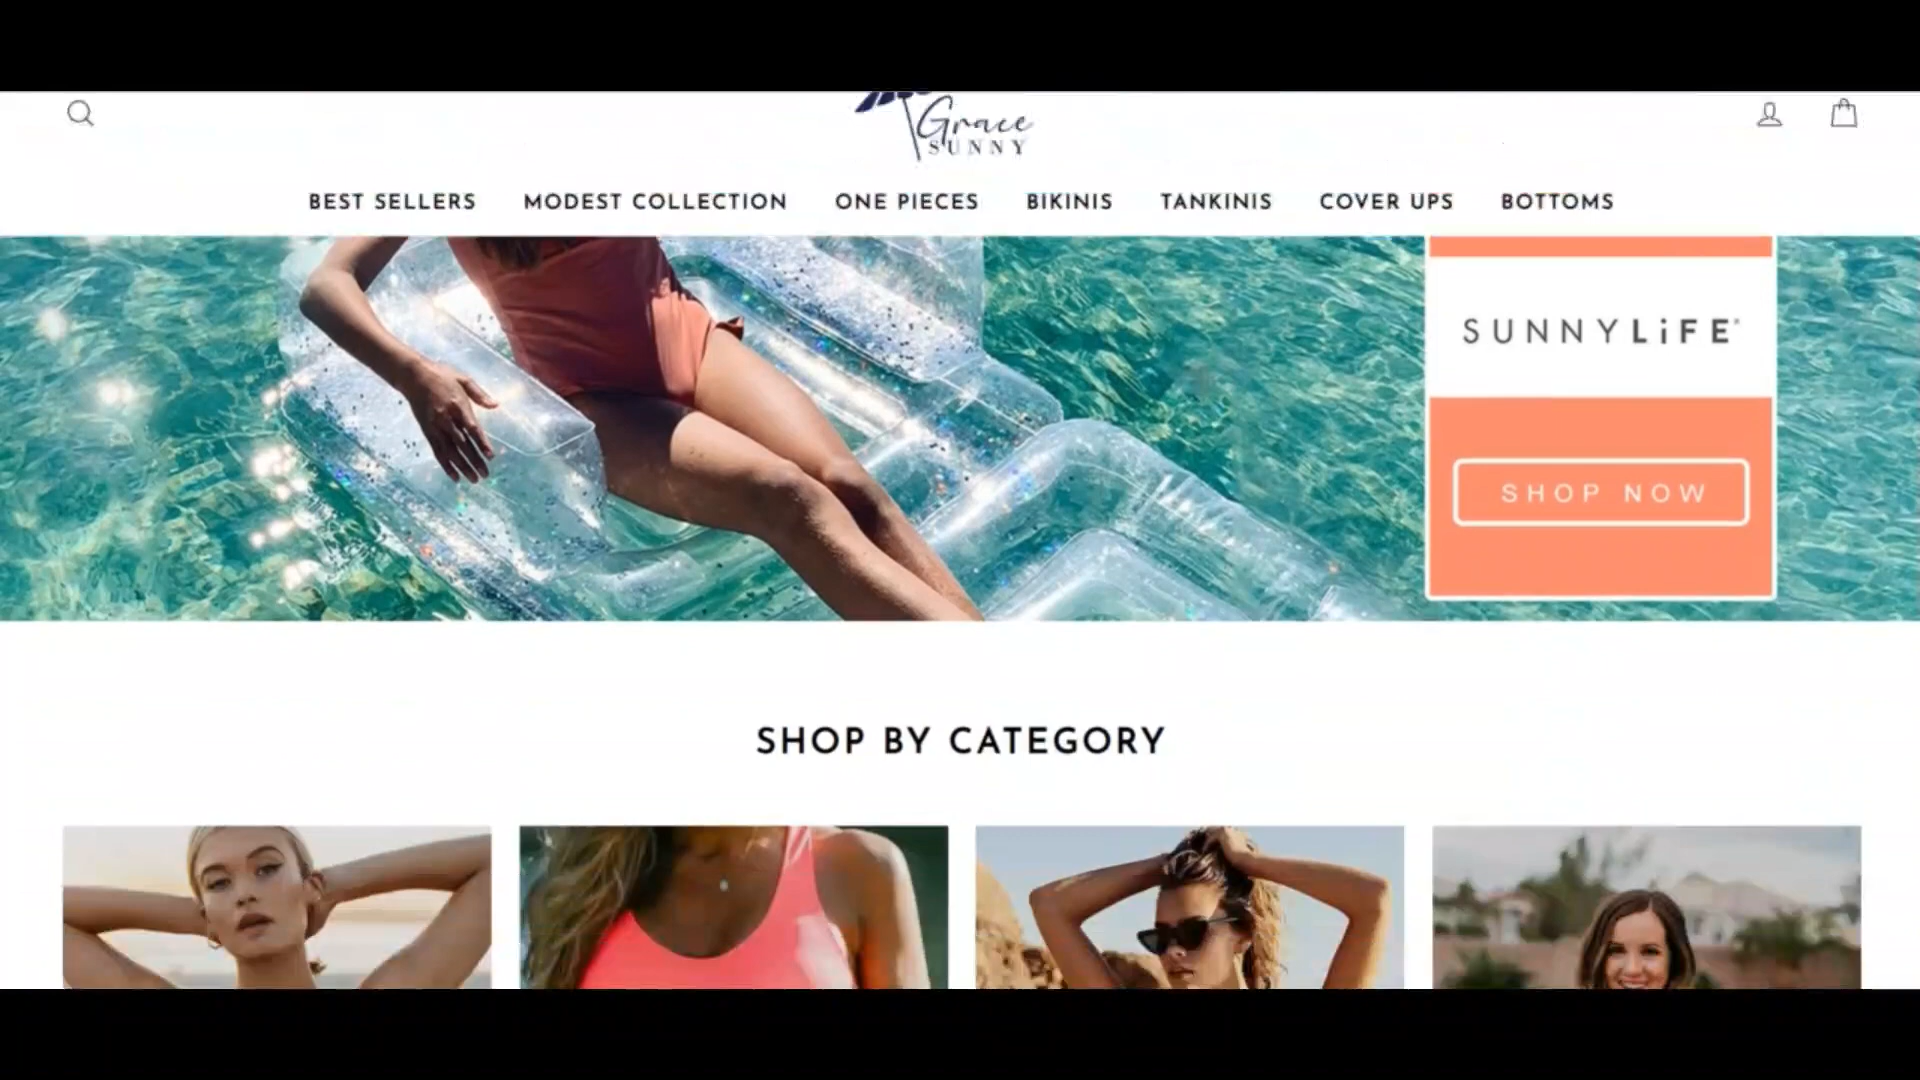 Grace
SUNNY
BEST SELLERS MODEST COLLECTION ONE PIECES BIKINIS TANKINIS COVER UPS BOTTOMS
SUNNYLiFE
SHOP NOW
SHOP BY CATEGORY